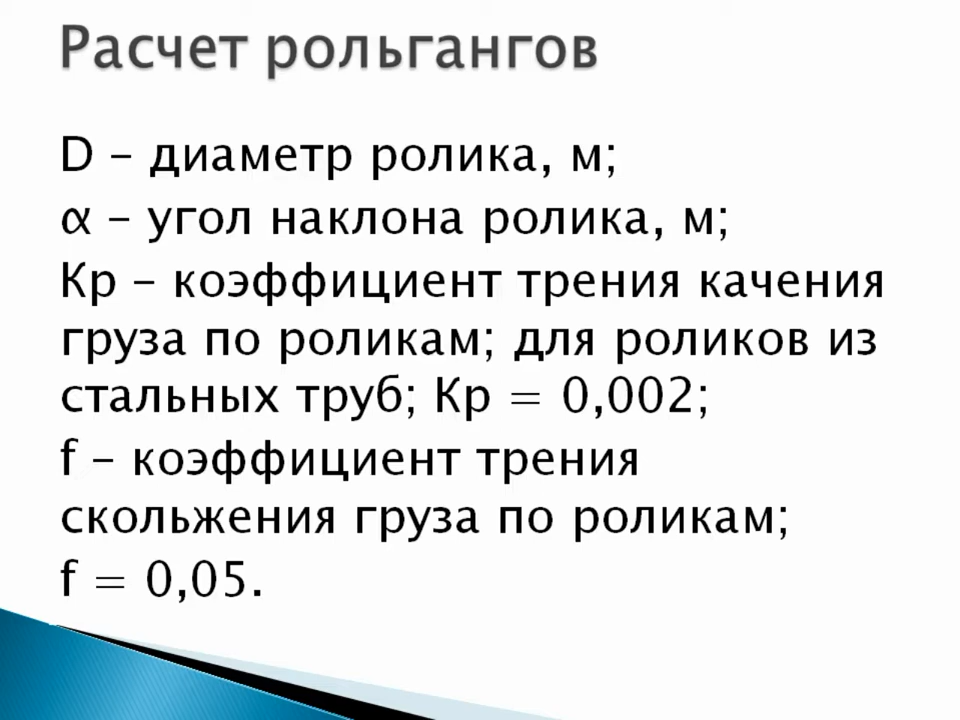 Расчет рольгангов
D – диаметр ролика, м;
α – угол наклона ролика, м;
Кр – коэффициент трения качения
груза по роликам; для роликов из
стальных труб; Кр = 0,002;
f – коэффициент трения
скольжения груза по роликам;
f = 0,05.